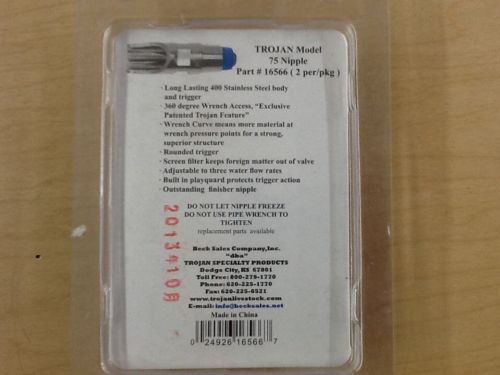 TROJAN Model
75 Nipple
Part # 16566 ( 2 per/pkg )
· Long Lasting 400 Stainless Steel body
and trigger
· 360 degree Wrench Access, “Exclusive
Patented Trojan Feature”
· Wrench Curve means more material at
wrench pressure points for a strong,
superior structure
· Rounded trigger
· Screen filter keeps foreign matter out of valve
· Adjustable to three water flow rates
· Built in playguard protects trigger action
· Outstanding finisher nipple
DO NOT LET NIPPLE FREEZE
DO NOT USE PIPE WRENCH TO
TIGHTEN
replacement parts available
Beck Sales Company,Inc.
"dba"
TROJAN SPECIALTY PRODUCTS
Dodge City, KS 67801
Toll Free: 800-279-1770
Phone: 620-225-1770
Fax: 620-225-6521
www.trojanlivestock.com
E-mail: info@becksales.net
Made in China
0 24926 16566 7
20134108